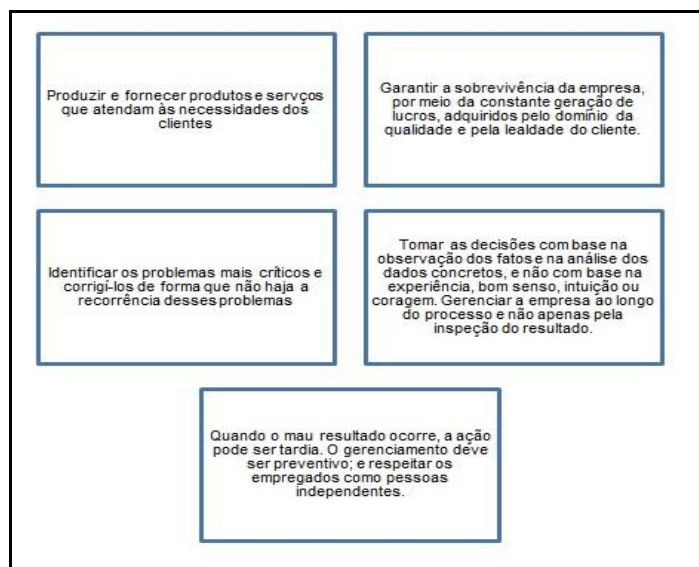 Produzir e fornecer produtos e servços
que atendam às necessidades dos
clientes
Garantir a sobrevivência da empresa,
por meio da constante geração de
lucros, adquiridos pelo domínio da
qualidade e pela lealdade do cliente.
Identificar os problemas mais críticos e
corrigí-los de forma que não haja a
recorrência desses problemas
Tomar as decisões com base na
observação dos fatos e na análise dos
dados concretos, e não com base na
experiência, bom senso, intuição ou
coragem. Gerenciar a empresa ao longo
do processo e não apenas pela
inspeção do resultado.
Quando o mau resultado ocorre, a ação
pode ser tardia. O gerenciamento deve
ser preventivo; e respeitar os
empregados como pessoas
independentes.